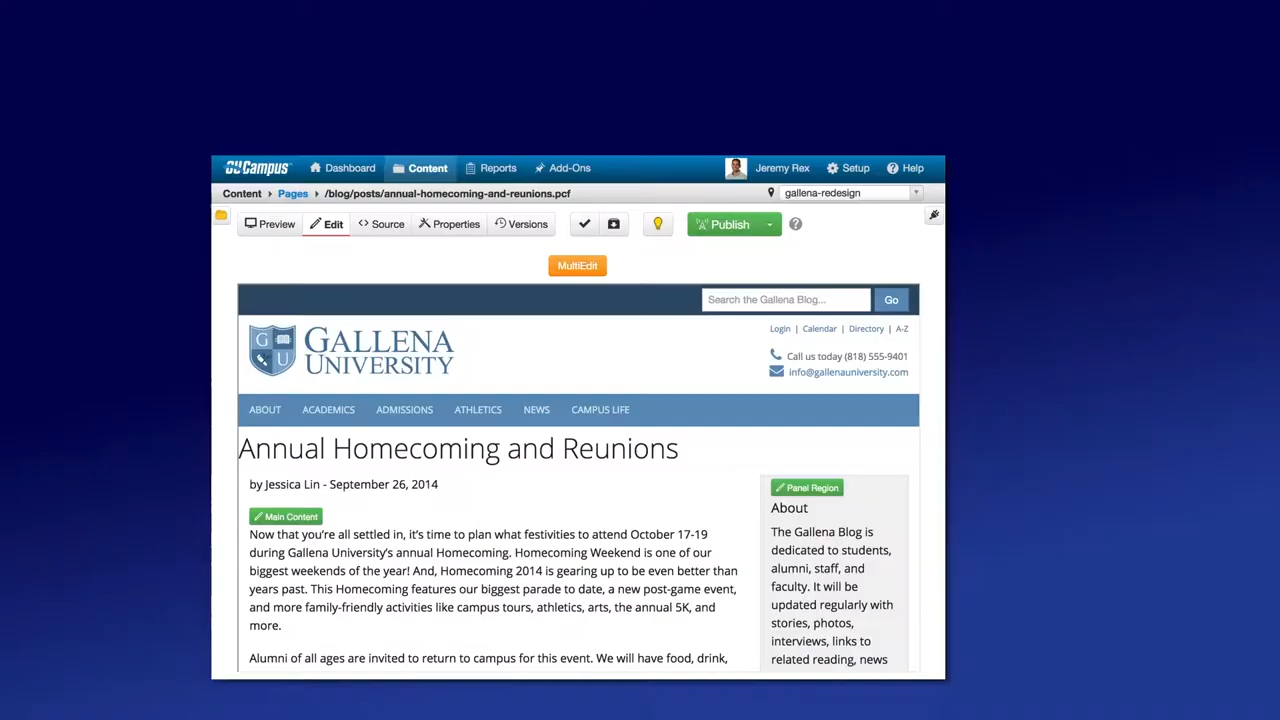 OUCampus Dashboard Content Reports Add-Ons Jeremy Rex Setup Help
Content › Pages › /blog/posts/annual-homecoming-and-reunions.pcf gallena-redesign
Preview Edit <> Source Properties Versions Publish ?
MultiEdit
Search the Gallena Blog... Go
Login | Calendar | Directory | A-Z
G U
GALLENA
UNIVERSITY
Call us today (818) 555-9401
info@gallenauniversity.com
ABOUT ACADEMICS ADMISSIONS ATHLETICS NEWS CAMPUS LIFE
Annual Homecoming and Reunions
by Jessica Lin - September 26, 2014
Main Content
Now that you’re all settled in, it’s time to plan what festivities to attend October 17-19
during Gallena University’s annual Homecoming. Homecoming Weekend is one of our
biggest weekends of the year! And, Homecoming 2014 is gearing up to be even better than
years past. This Homecoming features our biggest parade to date, a new post-game event,
and more family-friendly activities like campus tours, athletics, arts, the annual 5K, and
more.
Alumni of all ages are invited to return to campus for this event. We will have food, drink,
Panel Region
About
The Gallena Blog is
dedicated to students,
alumni, staff, and
faculty. It will be
updated regularly with
stories, photos,
interviews, links to
related reading, news